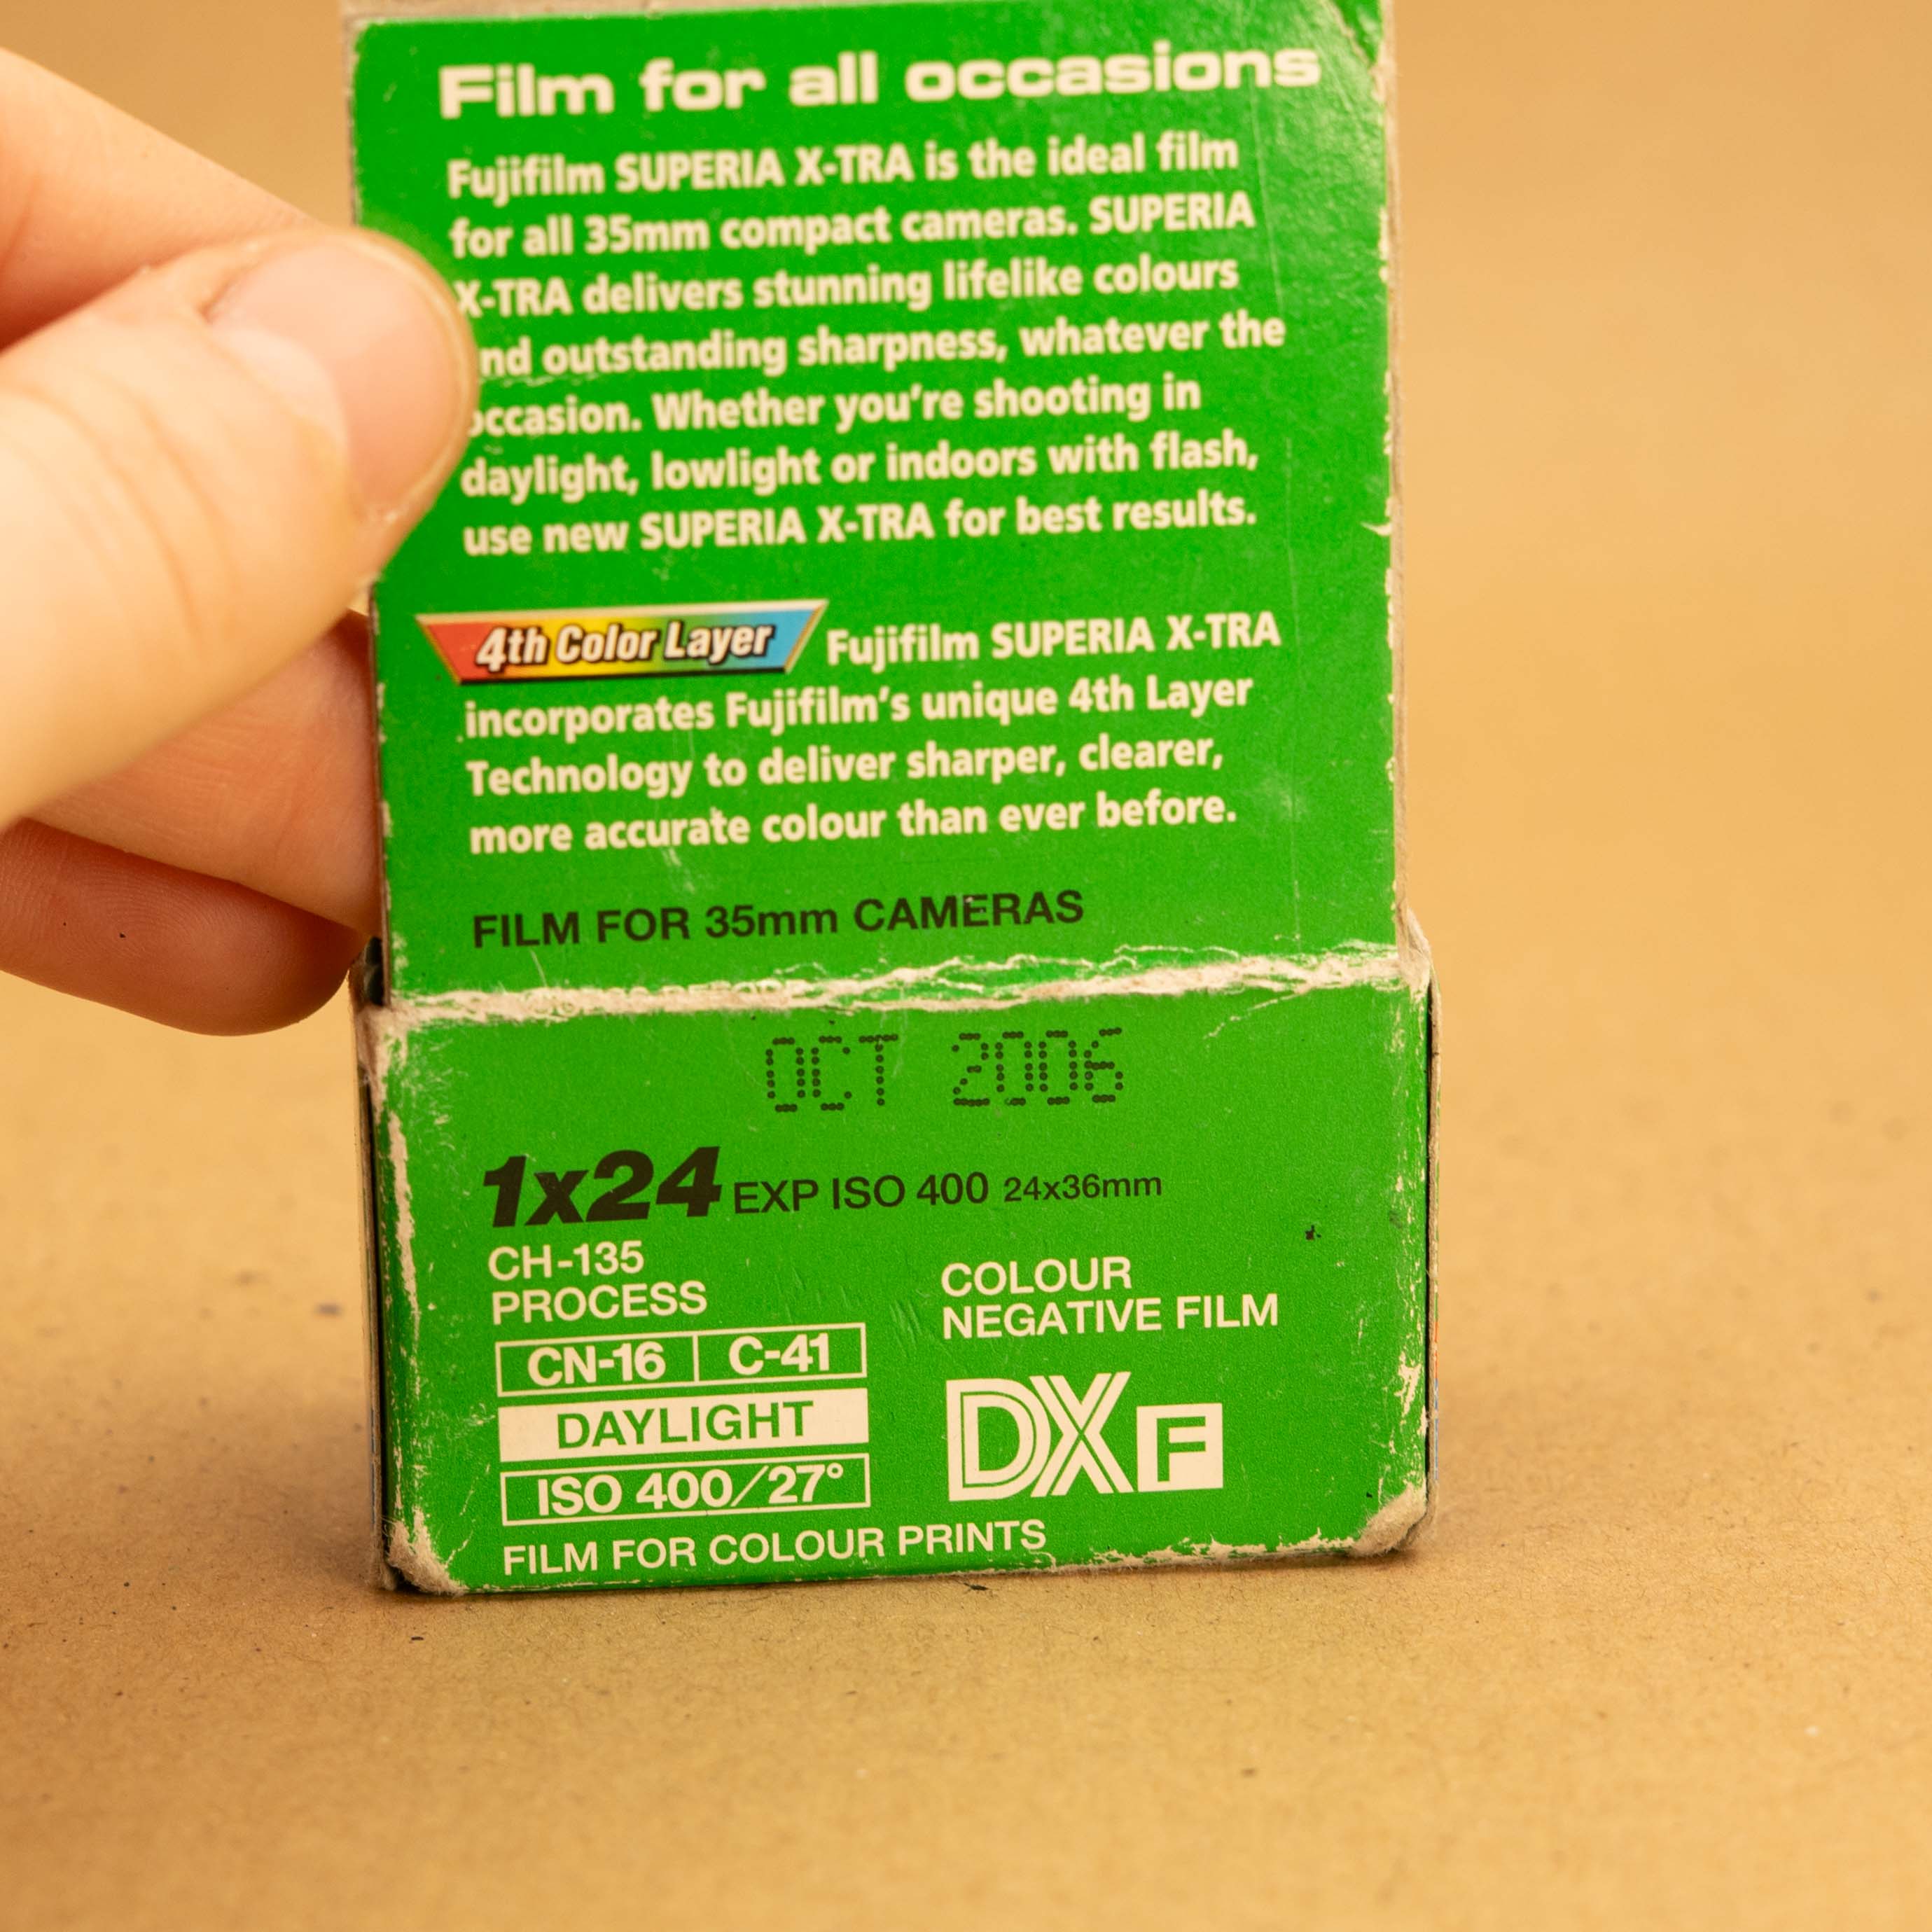 Film for all occasions
Fujifilm SUPERIA X-TRA is the ideal film
for all 35mm compact cameras. SUPERIA
X-TRA delivers stunning lifelike colours
nd outstanding sharpness, whatever the
occasion. Whether you're shooting in
daylight, lowlight or indoors with flash,
use new SUPERIA X-TRA for best results.
4th Color Layer Fujifilm SUPERIA X-TRA
incorporates Fujifilm's unique 4th Layer
Technology to deliver sharper, clearer,
more accurate colour than ever before.
FILM FOR 35mm CAMERAS
OCT 2006
1x24 EXP ISO 400 24x36mm
CH-135
PROCESS
CN-16 C-41
DAYLIGHT
ISO 400/27°
COLOUR
NEGATIVE FILM
DX F
FILM FOR COLOUR PRINTS